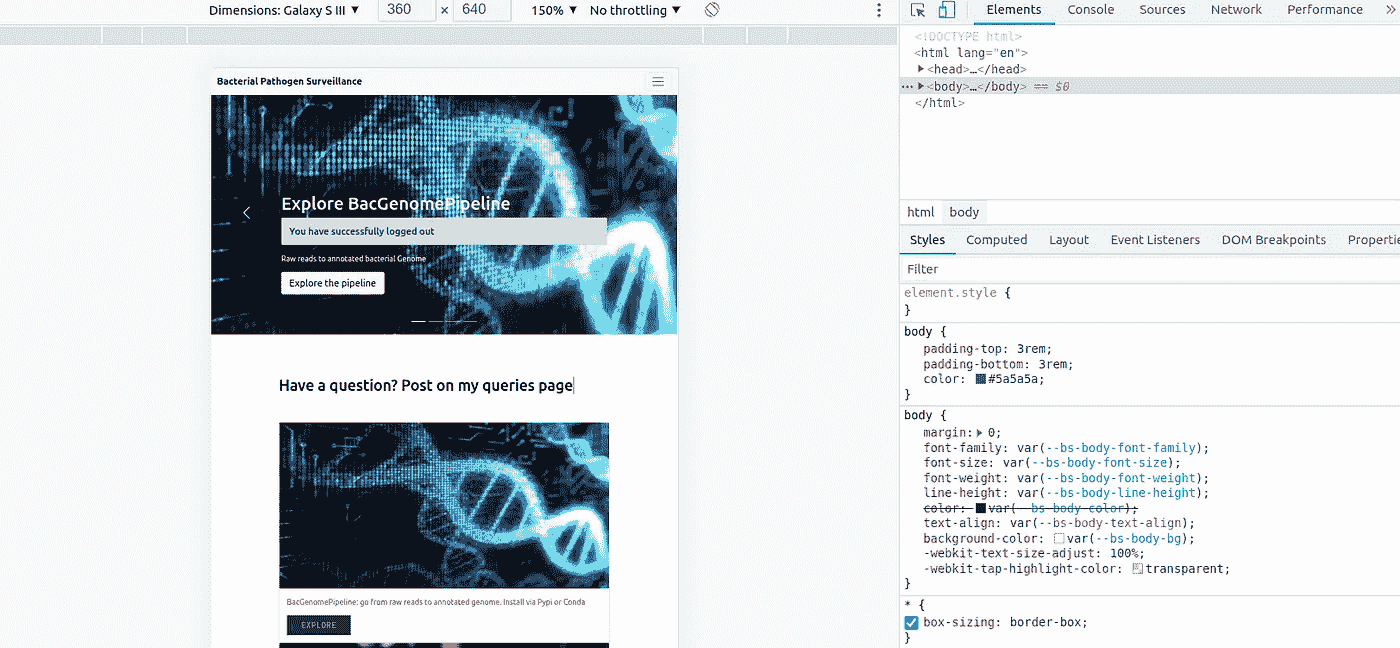 Dimensions: Galaxy S III ▼ 360 × 640 150% ▼ No throttling ▼
Elements Console Sources Network Performance »
Bacterial Pathogen Surveillance
Explore BacGenomePipeline
You have successfully logged out
Raw reads to annotated bacterial Genome
Explore the pipeline
Have a question? Post on my queries page
BacGenomePipeline: go from raw reads to annotated genome. Install via Pypi or Conda
EXPLORE
<!DOCTYPE html>
<html lang="en">
▶<head>…</head>
…▶<body>…</body> == $0
</html>
html body
Styles Computed Layout Event Listeners DOM Breakpoints Properti
Filter
element.style {
}
body {
padding-top: 3rem;
padding-bottom: 3rem;
color: #5a5a5a;
}
body {
margin:▶ 0;
font-family: var(--bs-body-font-family);
font-size: var(--bs-body-font-size);
font-weight: var(--bs-body-font-weight);
line-height: var(--bs-body-line-height);
color: var(--bs-body-color);
text-align: var(--bs-body-text-align);
background-color: var(--bs-body-bg);
-webkit-text-size-adjust: 100%;
-webkit-tap-highlight-color: transparent;
}
* {
box-sizing: border-box;
}